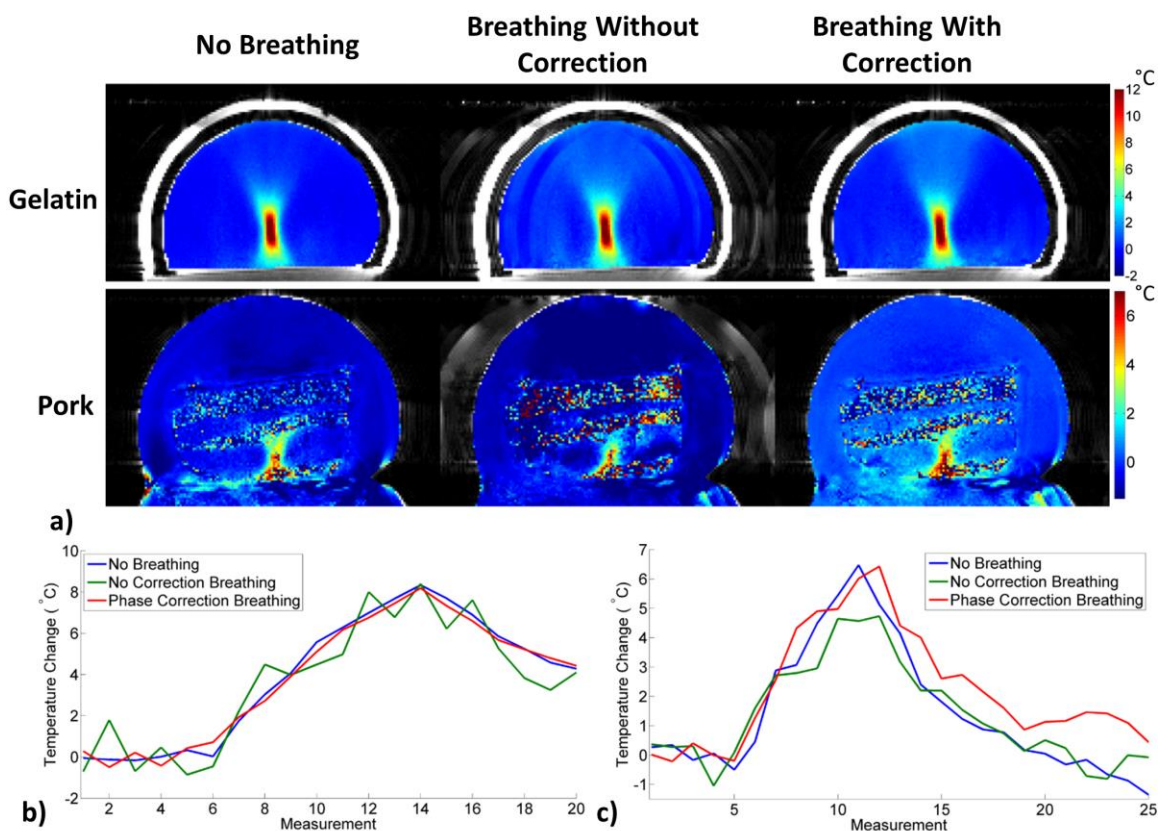 No Breathing
Breathing Without
Correction
Breathing With
Correction
°C
Gelatin
12
10
8
6
4
2
0
-2
°C
Pork
6
4
2
0
a)
10
8
6
4
2
0
-2
Temperature Change (°C)
No Breathing
No Correction Breathing
Phase Correction Breathing
2 4 6 8 10 12 14 16 18 20
Measurement
b)
7
6
5
4
3
2
1
0
-1
Temperature Change (°C)
No Breathing
No Correction Breathing
Phase Correction Breathing
5 10 15 20 25
Measurement
c)